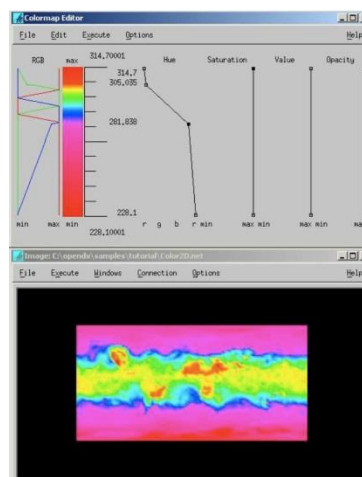 Colormap Editor
File Edit Execute Options Help
RGB 314.70001 Hue Saturation Value Opacity
max 314.7
305.035
281.838
228.1
min max min 228.10001 r g b r min max min max min
Image: C:\opendx\samples\tutorial\Color2D.net
File Execute Windows Connection Options Help